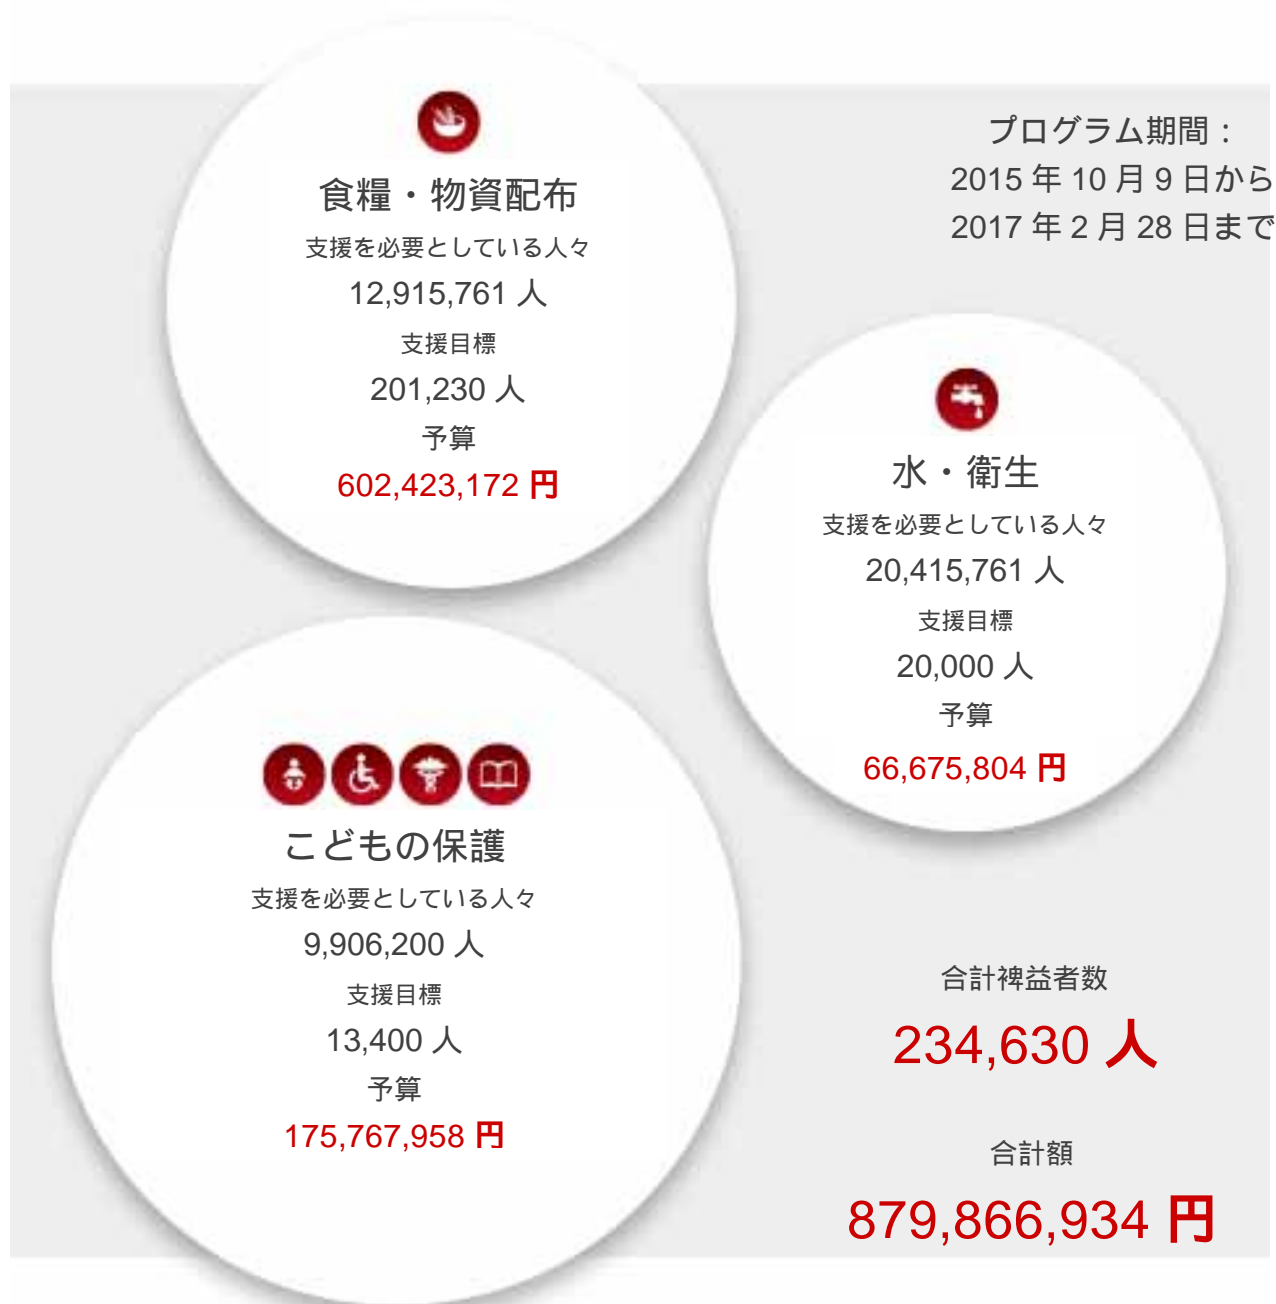 食糧・物資配布
支援を必要としている人々
12,915,761 人
支援目標
201,230 人
予算
602,423,172 円
プログラム期間：
2015 年 10 月 9 日から
2017 年 2 月 28 日まで
水・衛生
支援を必要としている人々
20,415,761 人
支援目標
20,000 人
予算
66,675,804 円
こどもの保護
支援を必要としている人々
9,906,200 人
支援目標
13,400 人
予算
175,767,958 円
合計裨益者数
234,630 人
合計額
879,866,934 円